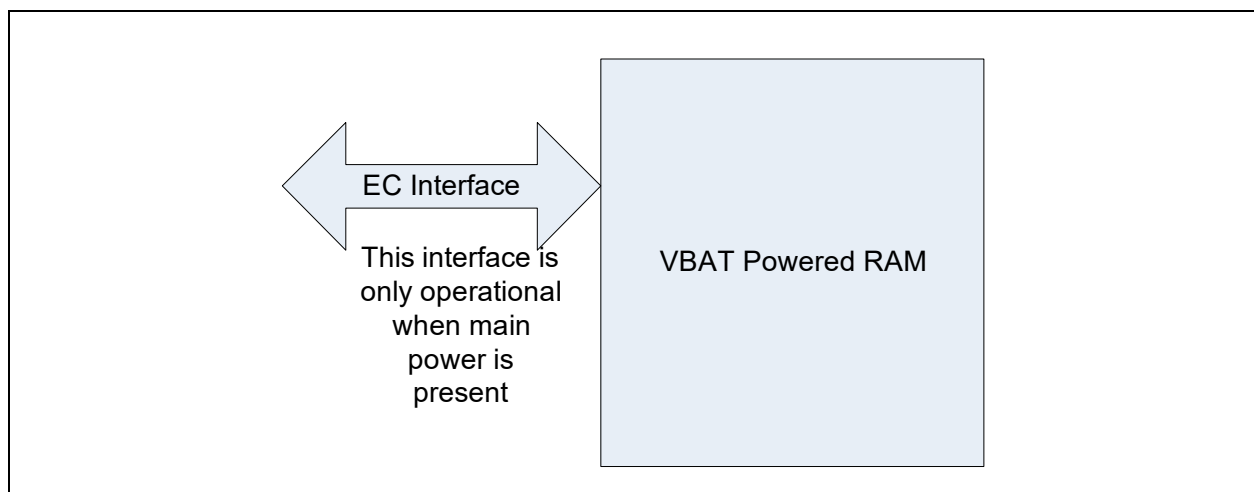 EC Interface
This interface is
only operational
when main
power is
present
VBAT Powered RAM